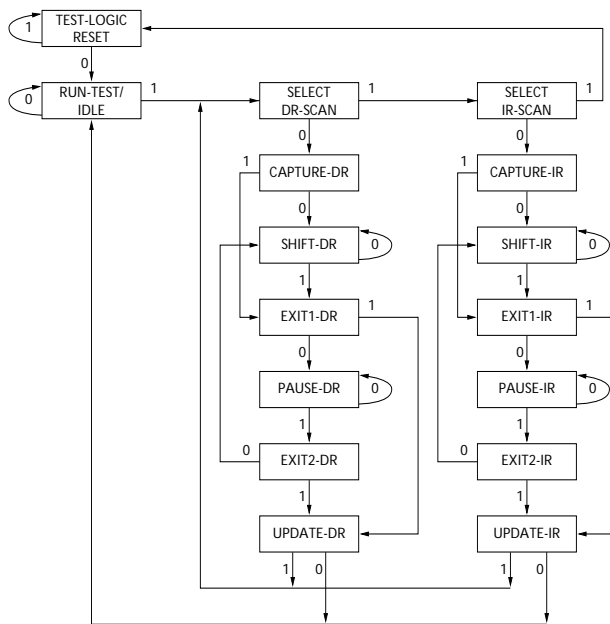 TEST-LOGIC
RESET
1
0
RUN-TEST/
IDLE
0
1
SELECT
DR-SCAN
1
SELECT
IR-SCAN
1
0
0
CAPTURE-DR
1
CAPTURE-IR
1
0
0
SHIFT-DR
0
SHIFT-IR
0
1
1
EXIT1-DR
1
EXIT1-IR
1
0
0
PAUSE-DR
0
PAUSE-IR
0
1
1
EXIT2-DR
0
EXIT2-IR
0
1
1
UPDATE-DR
UPDATE-IR
1
0
1
0